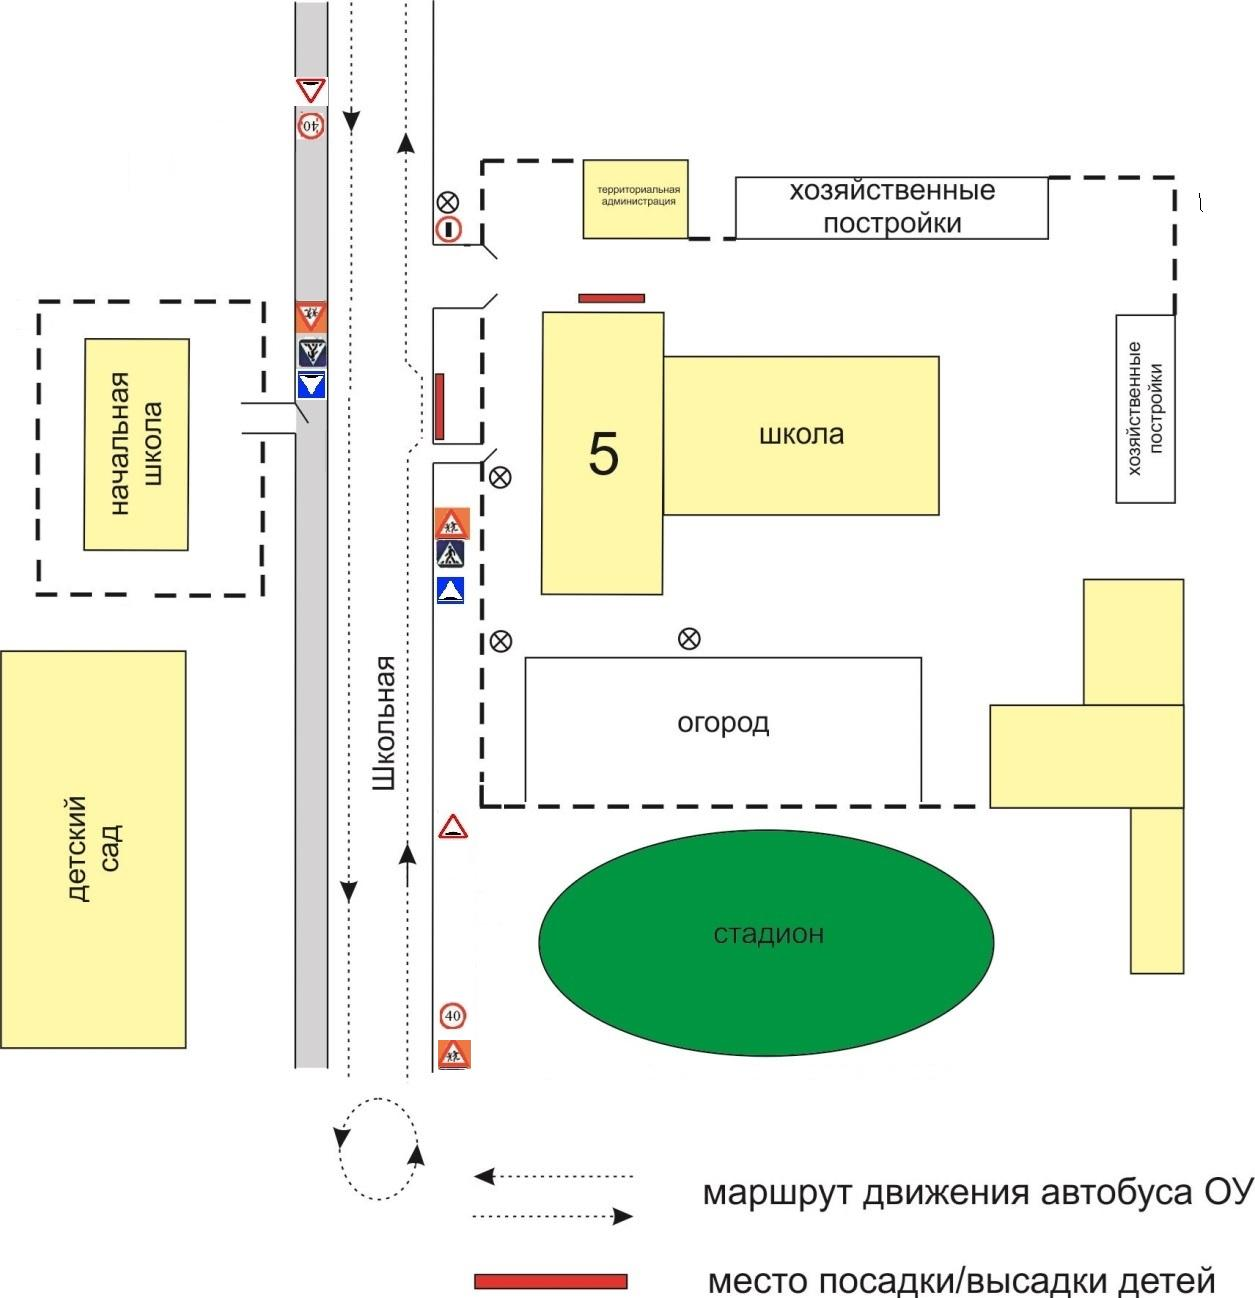 40
территориальная
администрация
хозяйственные
постройки
начальная
школа
5
школа
хозяйственные
постройки
Школьная
огород
детский
сад
стадион
40
маршрут движения автобуса ОУ
место посадки/высадки детей